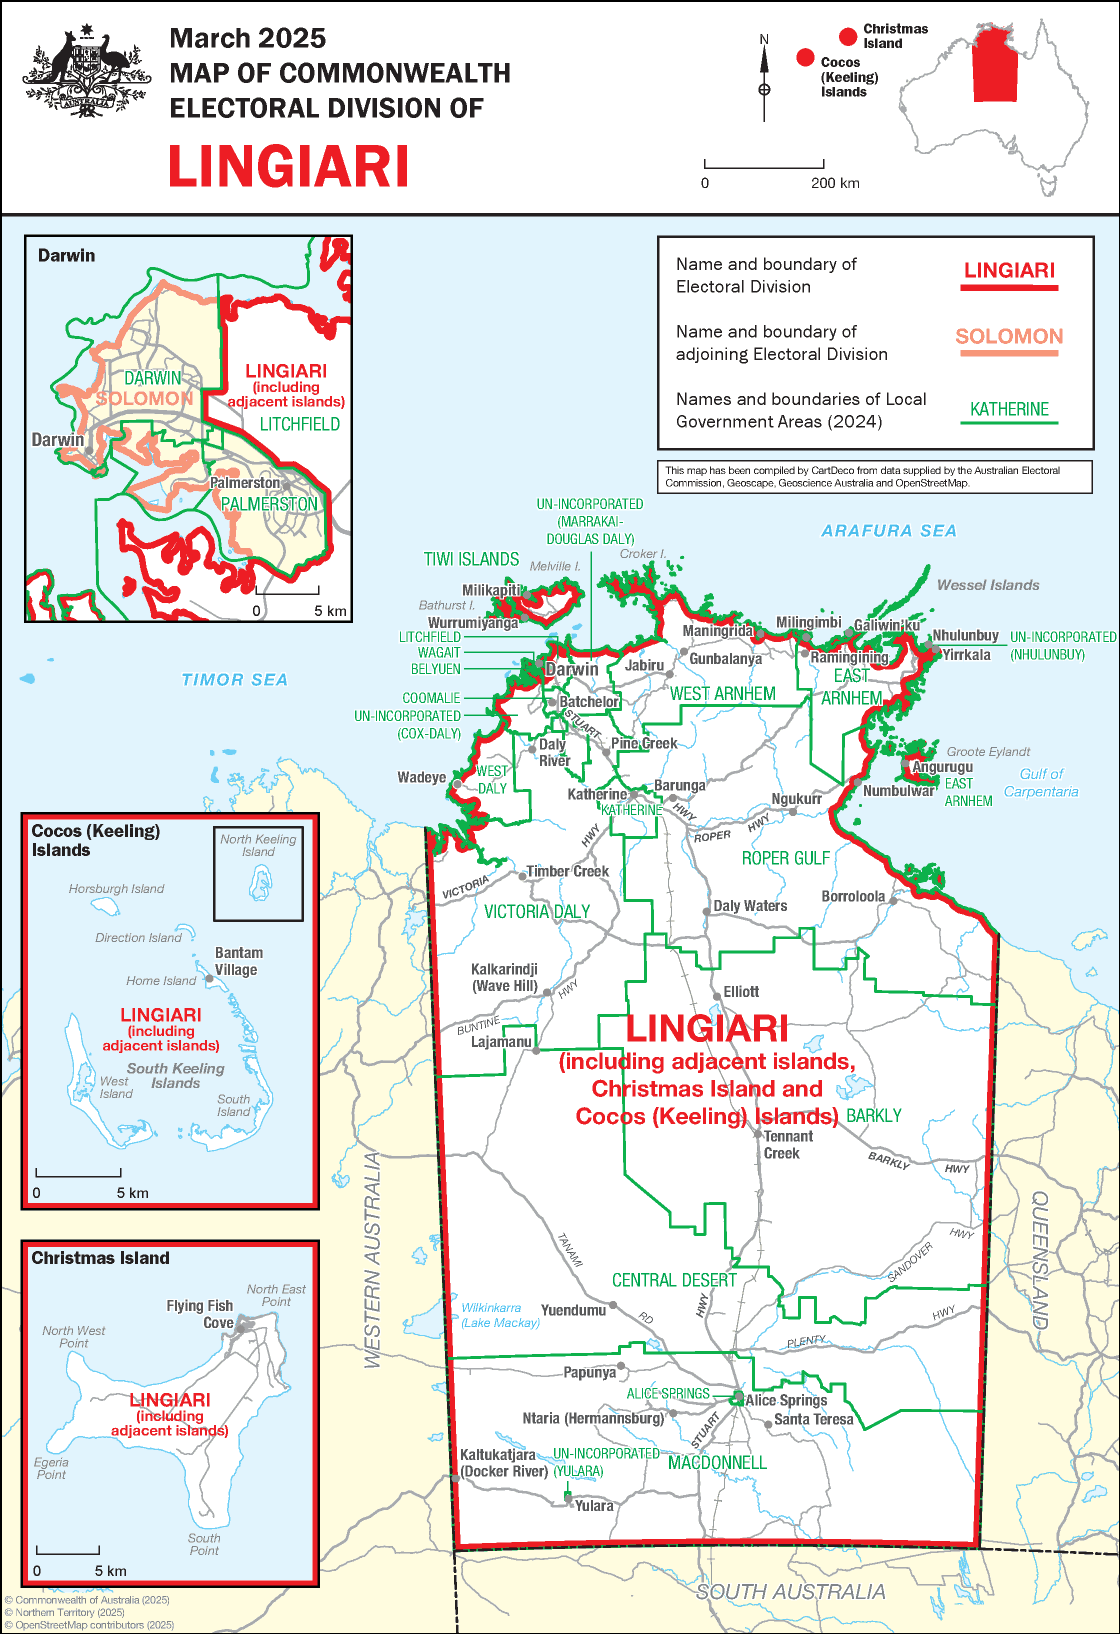 March 2025
MAP OF COMMONWEALTH
ELECTORAL DIVISION OF
LINGIARI
AUSTRALIA
N
Christmas
Island
Cocos
(Keeling)
Islands
0
200 km
Darwin
DARWIN
SOLOMON
LINGIARI
(including
adjacent islands)
LITCHFIELD
Darwin
Palmerston
PALMERSTON
0
5 km
Name and boundary of
Electoral Division
LINGIARI
Name and boundary of
adjoining Electoral Division
SOLOMON
Names and boundaries of Local
Government Areas (2024)
KATHERINE
This map has been compiled by CartDeco from data supplied by the Australian Electoral
Commission, Geoscape, Geoscience Australia and OpenStreetMap.
UN-INCORPORATED
(MARRAKAI-
DOUGLAS DALY)
ARAFURA SEA
TIWI ISLANDS
Croker I.
Melville I.
Milikapiti
Bathurst I.
Wurrumiyanga
Wessel Islands
LITCHFIELD
WAGAIT
BELYUEN
Maningrida
Milingimbi
Galiwin'ku
Nhulunbuy
Yirrkala
UN-INCORPORATED
(NHULUNBUY)
TIMOR SEA
Darwin
Jabiru
Gunbalanya
Ramingining
EAST
ARNHEM
COOMALIE
Batchelor
WEST ARNHEM
UN-INCORPORATED
(COX-DALY)
STUART
Daly
River
Pine Creek
Groote Eylandt
Angurugu
EAST
ARNHEM
Gulf of
Carpentaria
Wadeye
WEST
DALY
Katherine
KATHERINE
Barunga
Ngukurr
Numbulwar
HWY
HWY
ROPER
HWY
ROPER GULF
Timber Creek
VICTORIA
VICTORIA DALY
Daly Waters
Borroloola
Kalkarindji
(Wave Hill)
HWY
BUNTINE
Lajamanu
Elliott
LINGIARI
(including adjacent islands,
Christmas Island and
Cocos (Keeling) Islands)
BARKLY
Tennant
Creek
BARKLY
HWY
WESTERN AUSTRALIA
QUEENSLAND
TANAMI
RD
CENTRAL DESERT
SANDOVER
HWY
Wilkinkarra
(Lake Mackay)
Yuendumu
HWY
PLENTY
HWY
Papunya
ALICE SPRINGS
Alice Springs
Ntaria (Hermannsburg)
Santa Teresa
STUART
Kaltukatjara
(Docker River)
UN-INCORPORATED
(YULARA)
MACDONNELL
Yulara
SOUTH AUSTRALIA
Cocos (Keeling)
Islands
North Keeling
Island
Horsburgh Island
Direction Island
Bantam
Village
Home Island
LINGIARI
(including
adjacent islands)
South Keeling
Islands
West
Island
South
Island
0
5 km
Christmas Island
North East
Point
Flying Fish
Cove
North West
Point
LINGIARI
(including
adjacent islands)
Egeria
Point
South
Point
0
5 km
© Commonwealth of Australia (2025)
© Northern Territory (2025)
© OpenStreetMap contributors (2025)